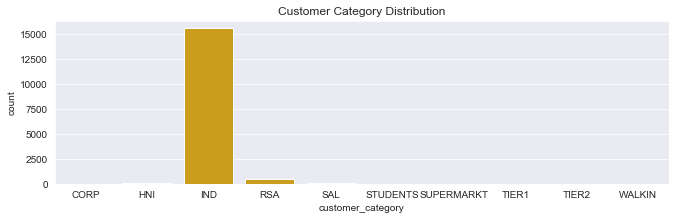 Customer Category Distribution
count
15000
12500
10000
7500
5000
2500
0
CORP HNI IND RSA SAL STUDENTS SUPERMARKT TIER1 TIER2 WALKIN
customer_category